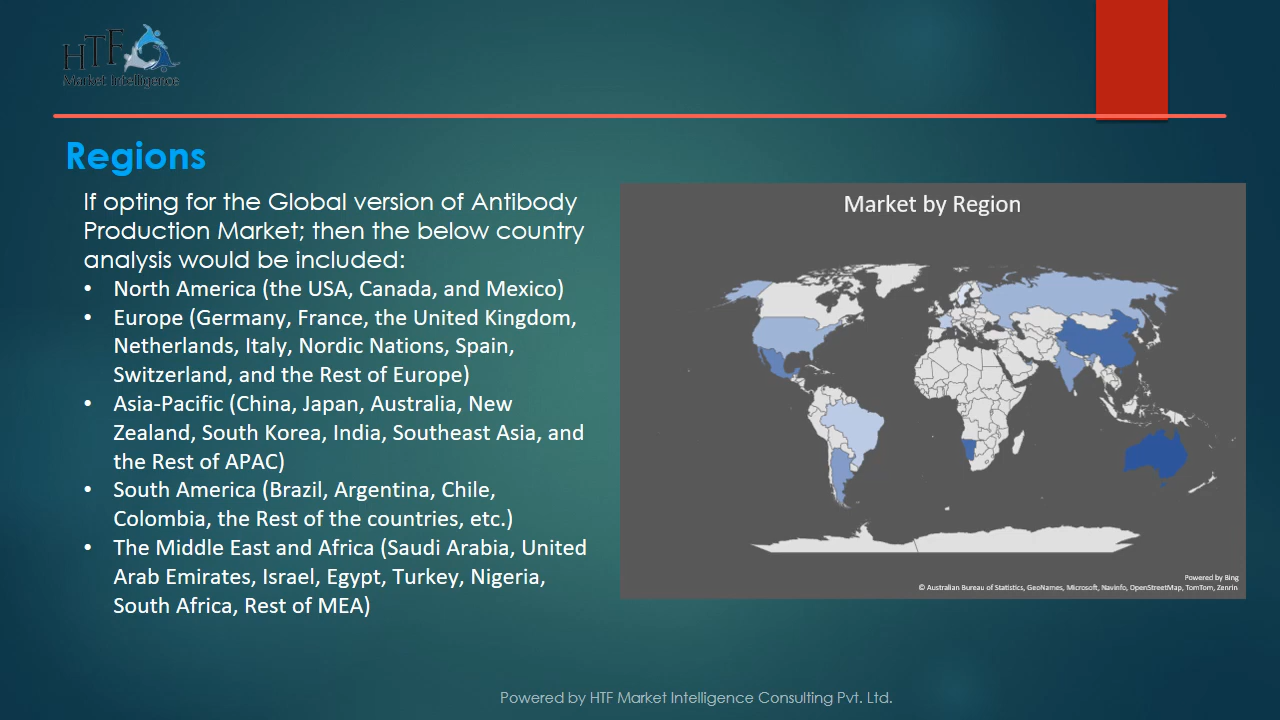 HTF
Market Intelligence
Regions
If opting for the Global version of Antibody
Production Market; then the below country
analysis would be included:
• North America (the USA, Canada, and Mexico)
• Europe (Germany, France, the United Kingdom,
Netherlands, Italy, Nordic Nations, Spain,
Switzerland, and the Rest of Europe)
• Asia-Pacific (China, Japan, Australia, New
Zealand, South Korea, India, Southeast Asia, and
the Rest of APAC)
• South America (Brazil, Argentina, Chile,
Colombia, the Rest of the countries, etc.)
• The Middle East and Africa (Saudi Arabia, United
Arab Emirates, Israel, Egypt, Turkey, Nigeria,
South Africa, Rest of MEA)
Market by Region
Powered by Bing
© Australian Bureau of Statistics, GeoNames, Microsoft, Navinfo, OpenStreetMap, TomTom, Zenrin
Powered by HTF Market Intelligence Consulting Pvt. Ltd.